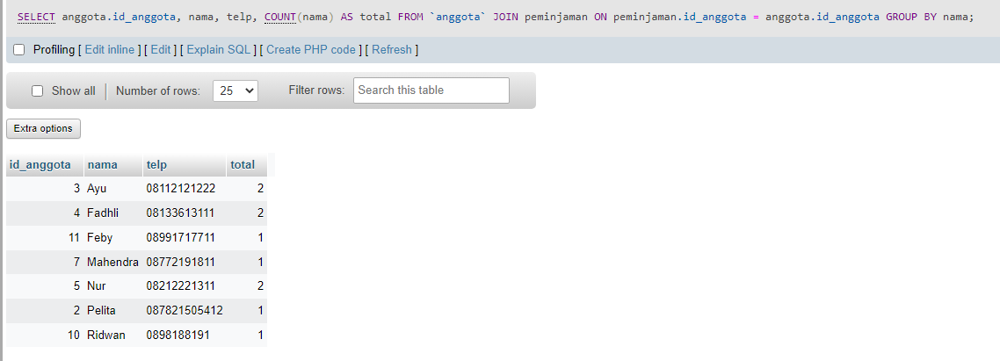 SELECT anggota.id_anggota, nama, telp, COUNT(nama) AS total FROM `anggota` JOIN peminjaman ON peminjaman.id_anggota = anggota.id_anggota GROUP BY nama;
Profiling [ Edit inline ] [ Edit ] [ Explain SQL ] [ Create PHP code ] [ Refresh ]
Show all Number of rows: 25 Filter rows: Search this table
Extra options
id_anggota nama telp total
3 Ayu 08112121222 2
4 Fadhli 08133613111 2
11 Feby 08991717711 1
7 Mahendra 08772191811 1
5 Nur 08212221311 2
2 Pelita 087821505412 1
10 Ridwan 0898188191 1